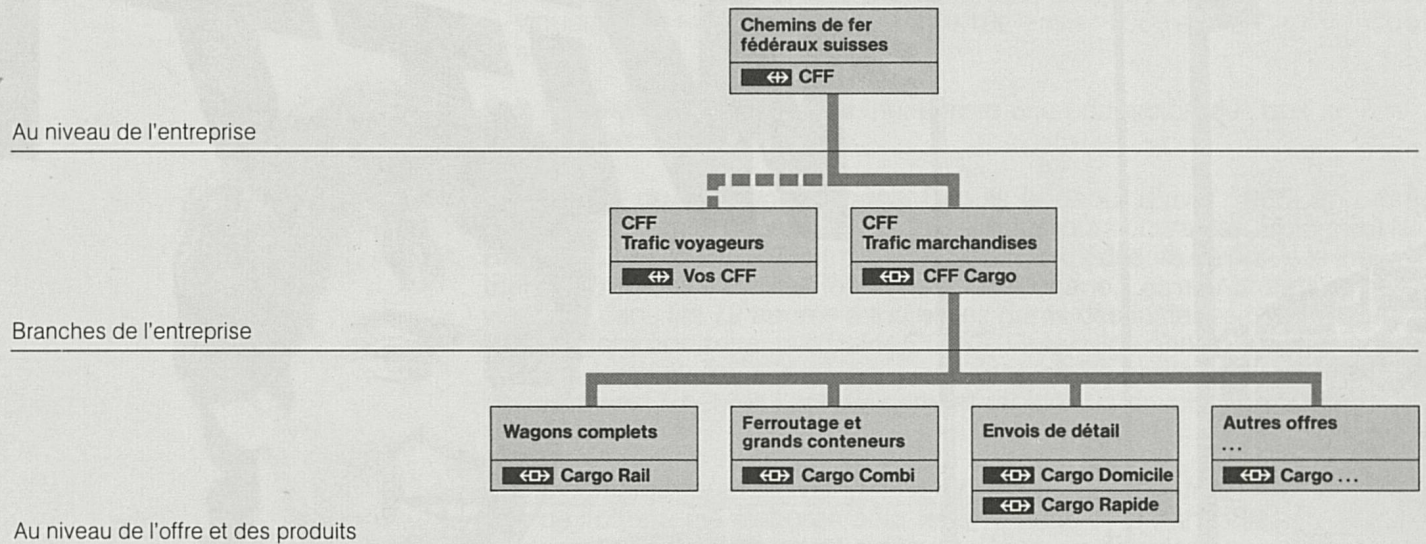 Chemins de fer
fédéraux suisses
CFF
Au niveau de l'entreprise
CFF
Trafic voyageurs
Vos CFF
CFF
Trafic marchandises
CFF Cargo
Branches de l'entreprise
Wagons complets
Cargo Rail
Ferroutage et
grands conteneurs
Cargo Combi
Envois de détail
Cargo Domicile
Cargo Rapide
Autres offres
...
Cargo ...
Au niveau de l'offre et des produits